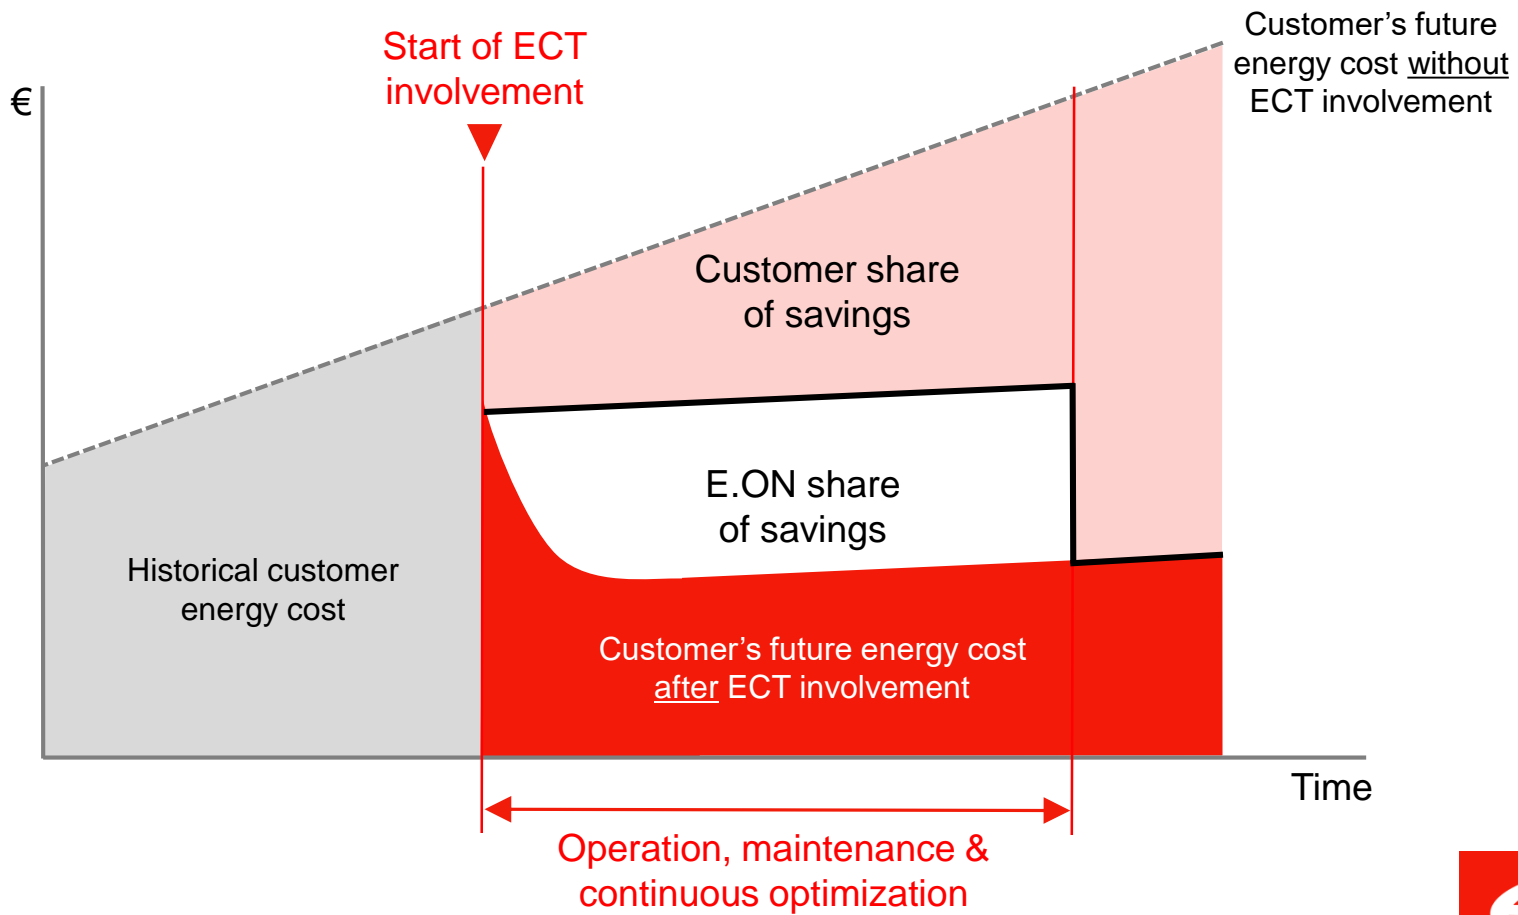 Customer’s future
energy cost without
ECT involvement
Start of ECT
involvement
€
Customer share
of savings
E.ON share
of savings
Historical customer
energy cost
Customer’s future energy cost
after ECT involvement
Time
Operation, maintenance &
continuous optimization